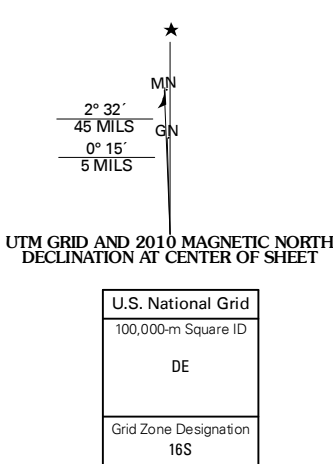 ★
MN
2° 32´
45 MILS
GN
0° 15´
5 MILS
UTM GRID AND 2010 MAGNETIC NORTH
DECLINATION AT CENTER OF SHEET
U.S. National Grid
100,000-m Square ID
DE
Grid Zone Designation
16S